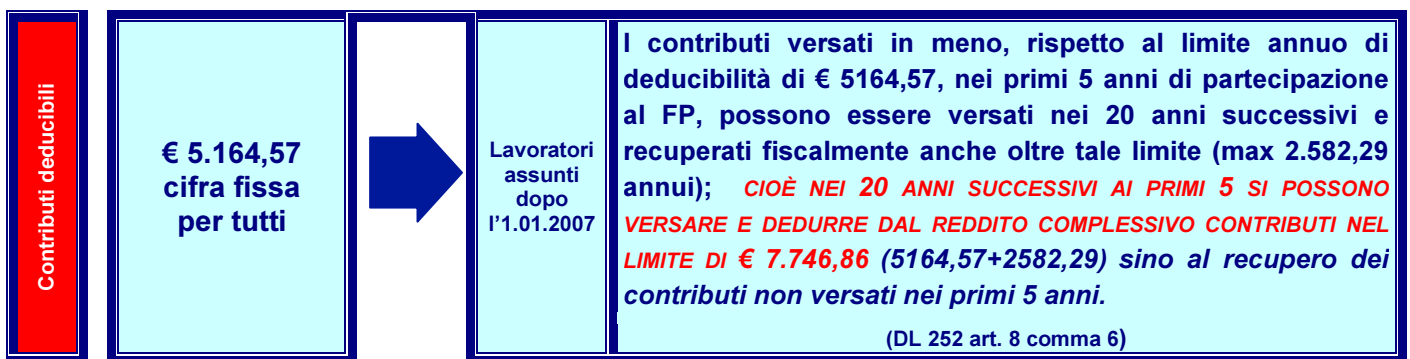 Contributi deducibili
€ 5.164,57
cifra fissa
per tutti
Lavoratori
assunti
dopo
l'1.01.2007
I contributi versati in meno, rispetto al limite annuo di
deducibilità di € 5164,57, nei primi 5 anni di partecipazione
al FP, possono essere versati nei 20 anni successivi e
recuperati fiscalmente anche oltre tale limite (max 2.582,29
annui); CIOÈ NEI 20 ANNI SUCCESSIVI AI PRIMI 5 SI POSSONO
VERSARE E DEDURRE DAL REDDITO COMPLESSIVO CONTRIBUTI NEL
LIMITE DI € 7.746,86 (5164,57+2582,29) sino al recupero dei
contributi non versati nei primi 5 anni.
(DL 252 art. 8 comma 6)